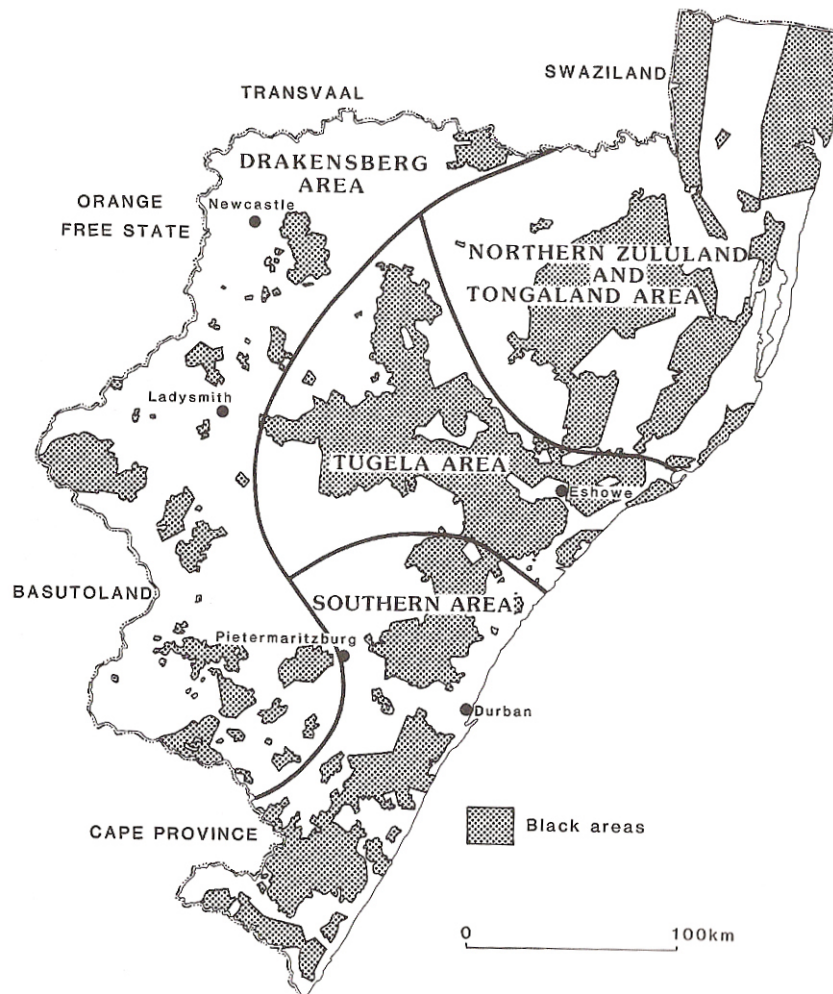 SWAZILAND
TRANSVAAL
DRAKENSBERG
AREA
ORANGE
FREE STATE
Newcastle
NORTHERN ZULULAND
AND
TONGALAND AREA
Ladysmith
TUGELA AREA
Eshowe
BASUTOLAND
SOUTHERN AREA
Pietermaritzburg
Durban
CAPE PROVINCE
Black areas
0 100km